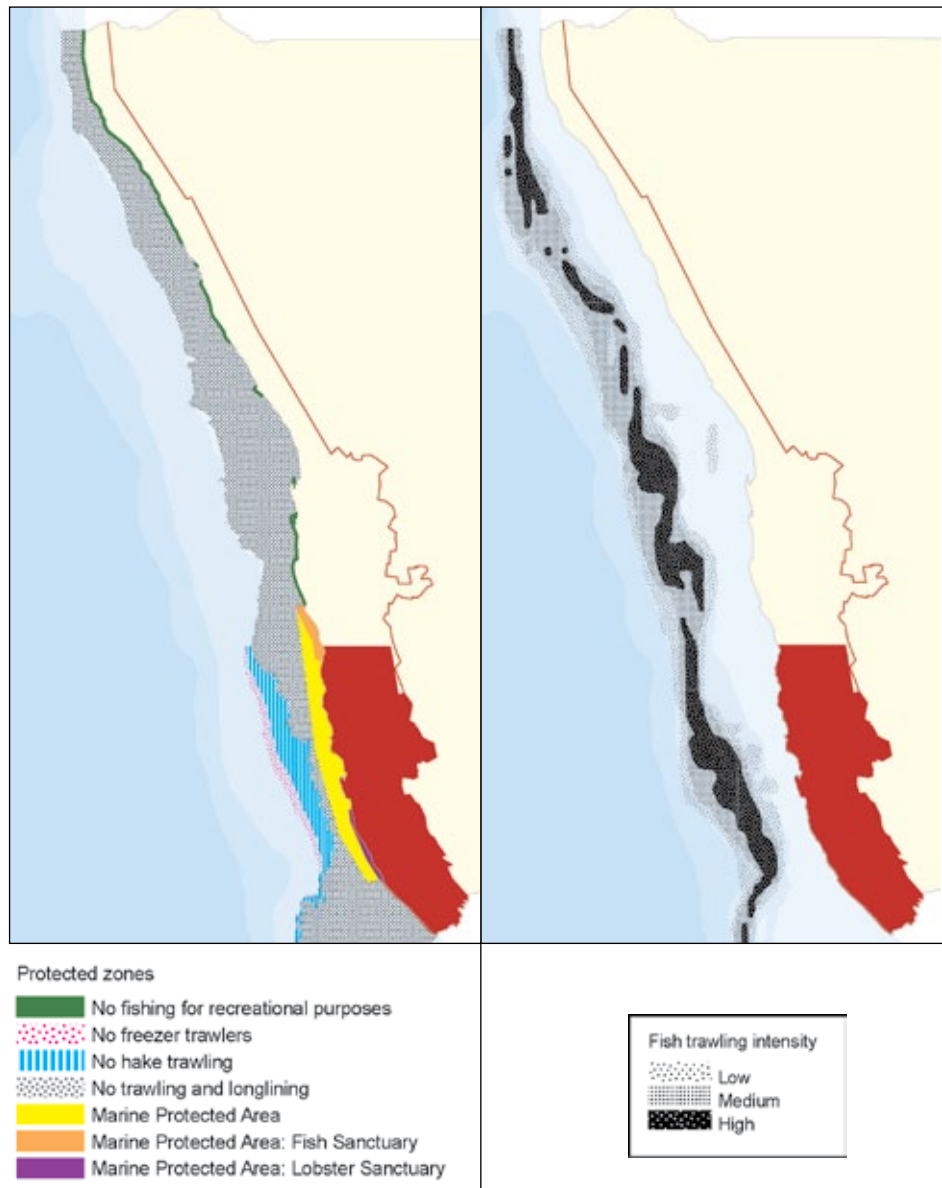 Protected zones
No fishing for recreational purposes
No freezer trawlers
No hake trawling
No trawling and longlining
Marine Protected Area
Marine Protected Area: Fish Sanctuary
Marine Protected Area: Lobster Sanctuary
Fish trawling intensity
Low
Medium
High